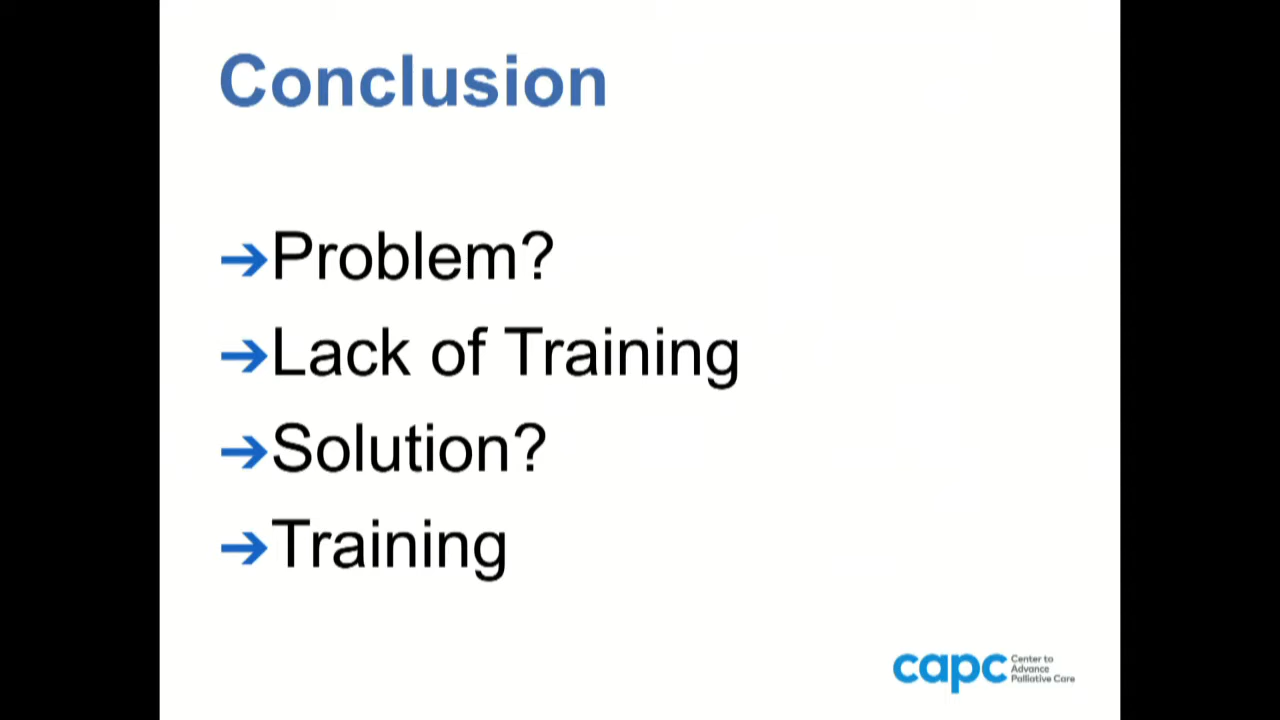 Conclusion
➔Problem?
➔Lack of Training
➔Solution?
➔Training
capc
Center to
Advance
Palliative Care